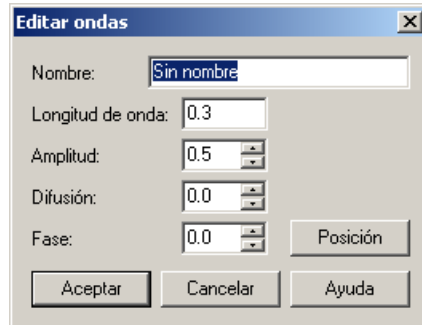 Editar ondas
Nombre: Sin nombre
Longitud de onda: 0.3
Amplitud: 0.5
Difusión: 0.0
Fase: 0.0 Posición
Aceptar Cancelar Ayuda